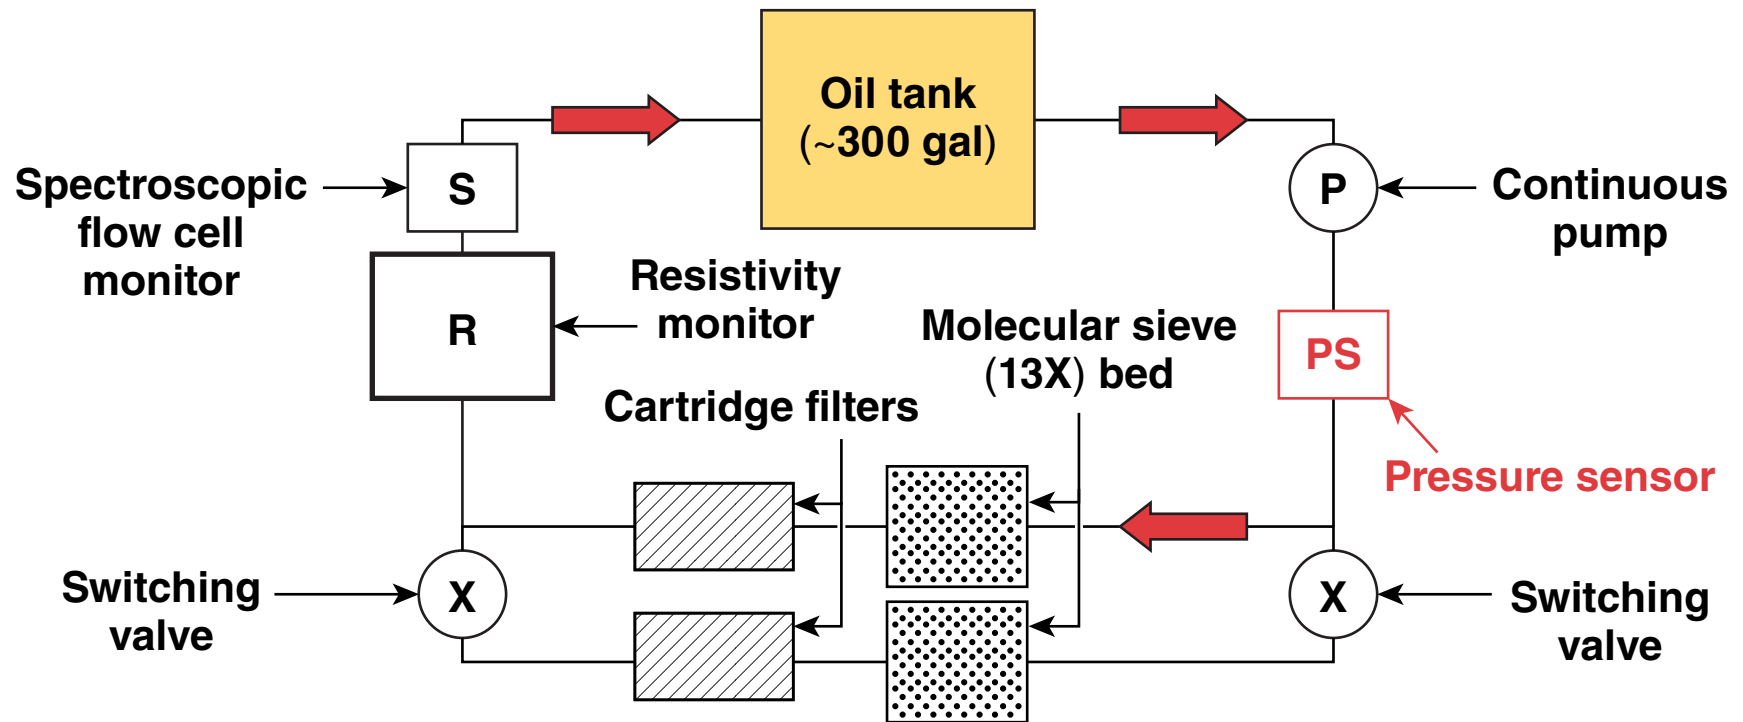 Oil tank
(~300 gal)
S
P
Spectroscopic
flow cell
monitor
Continuous
pump
R
Resistivity
monitor
Molecular sieve
(13X) bed
PS
Cartridge filters
Pressure sensor
Switching
valve
X
X
Switching
valve